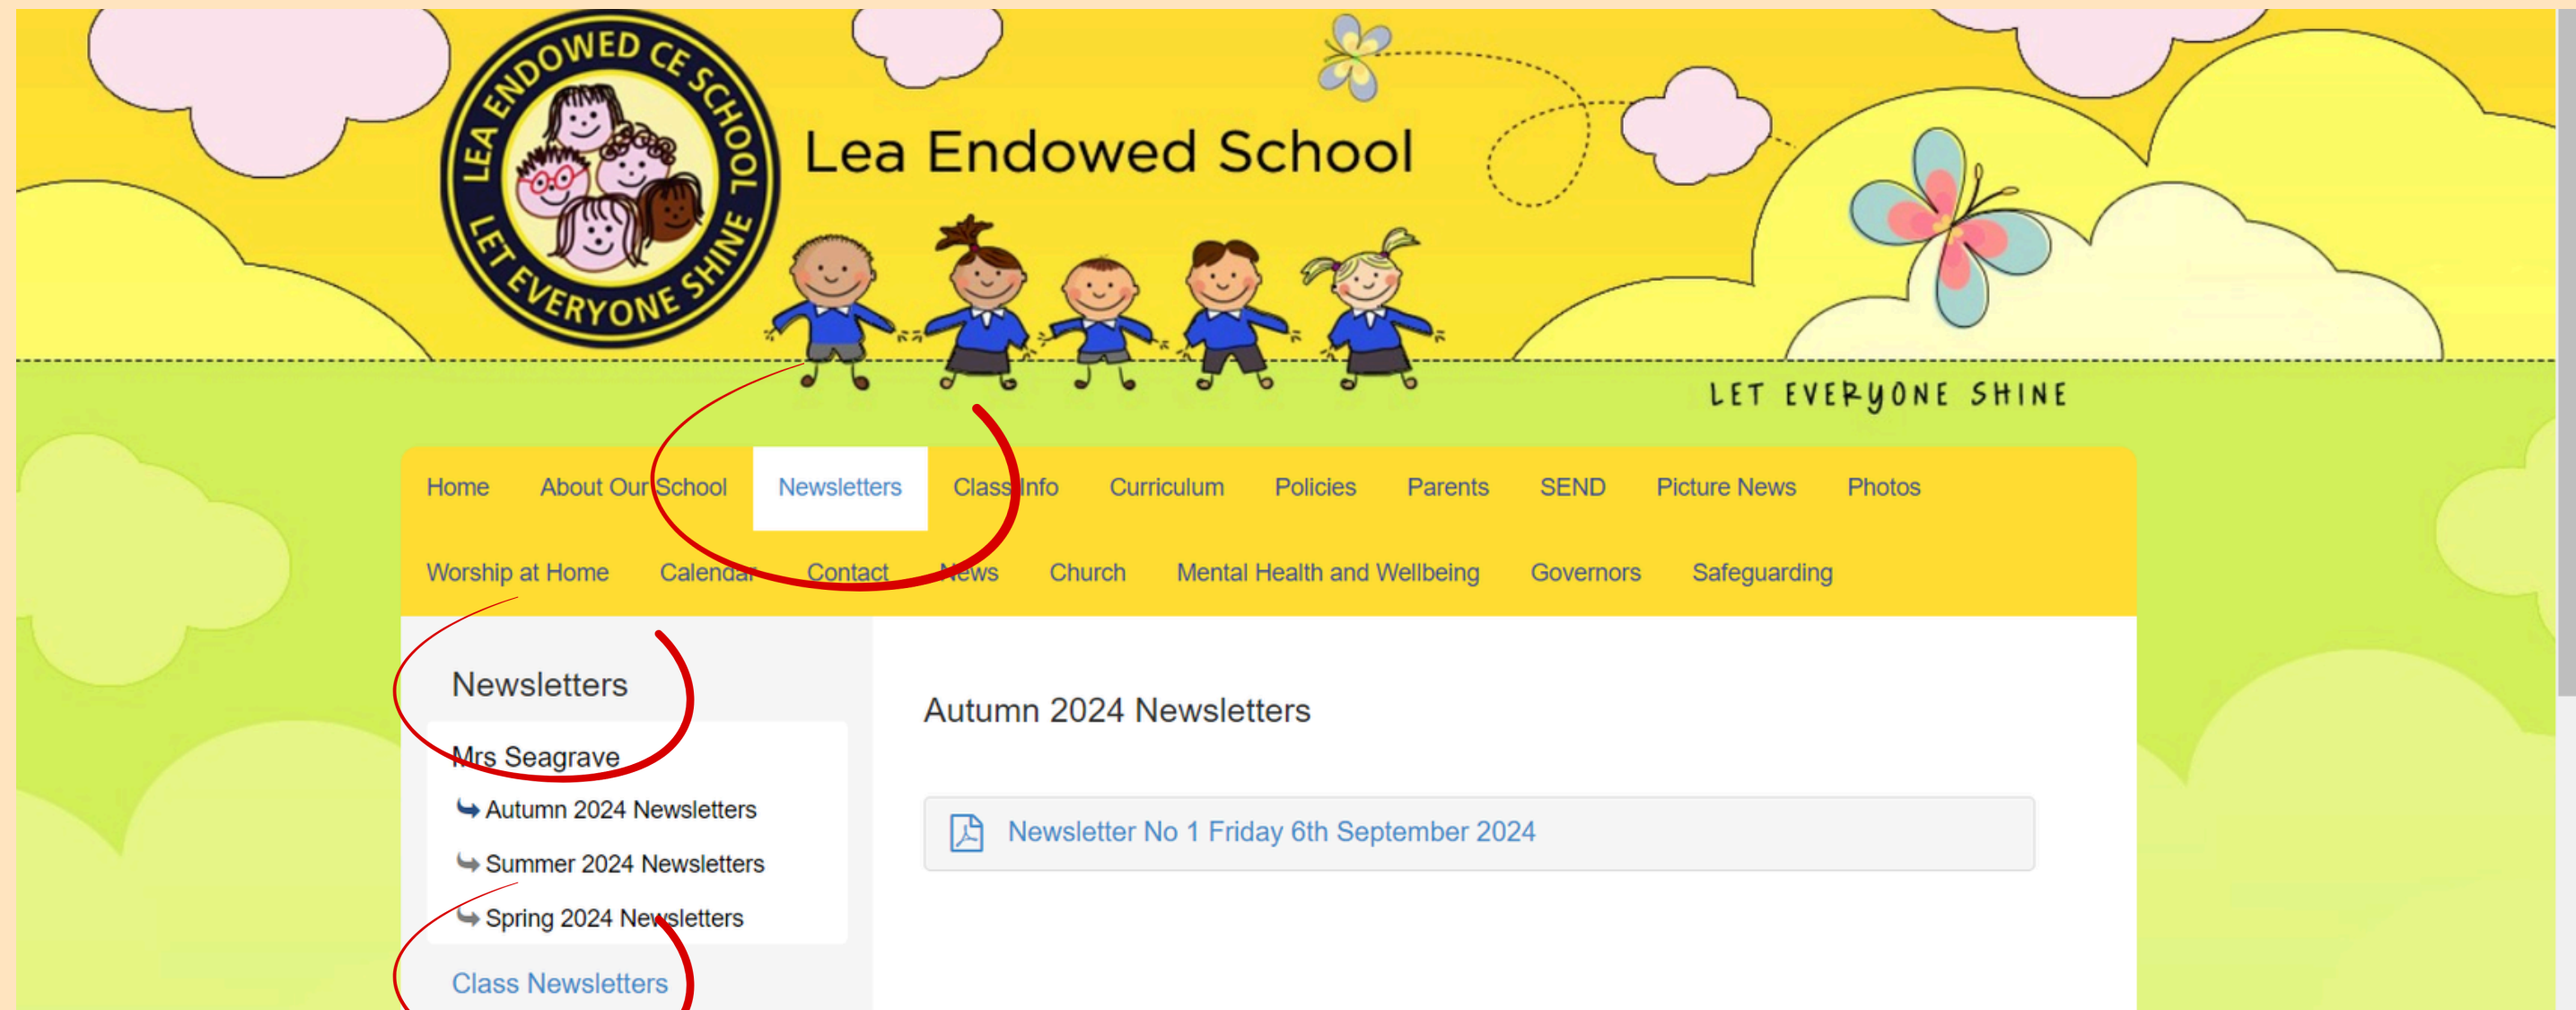 LEA ENDOWED CE SCHOOL
LET EVERYONE SHINE
Lea Endowed School
LET EVERYONE SHINE
Home About Our School Newsletters Class Info Curriculum Policies Parents SEND Picture News Photos
Worship at Home Calendar Contact News Church Mental Health and Wellbeing Governors Safeguarding
Newsletters
Mrs Seagrave
Autumn 2024 Newsletters
Summer 2024 Newsletters
Spring 2024 Newsletters
Class Newsletters
Autumn 2024 Newsletters
Newsletter No 1 Friday 6th September 2024